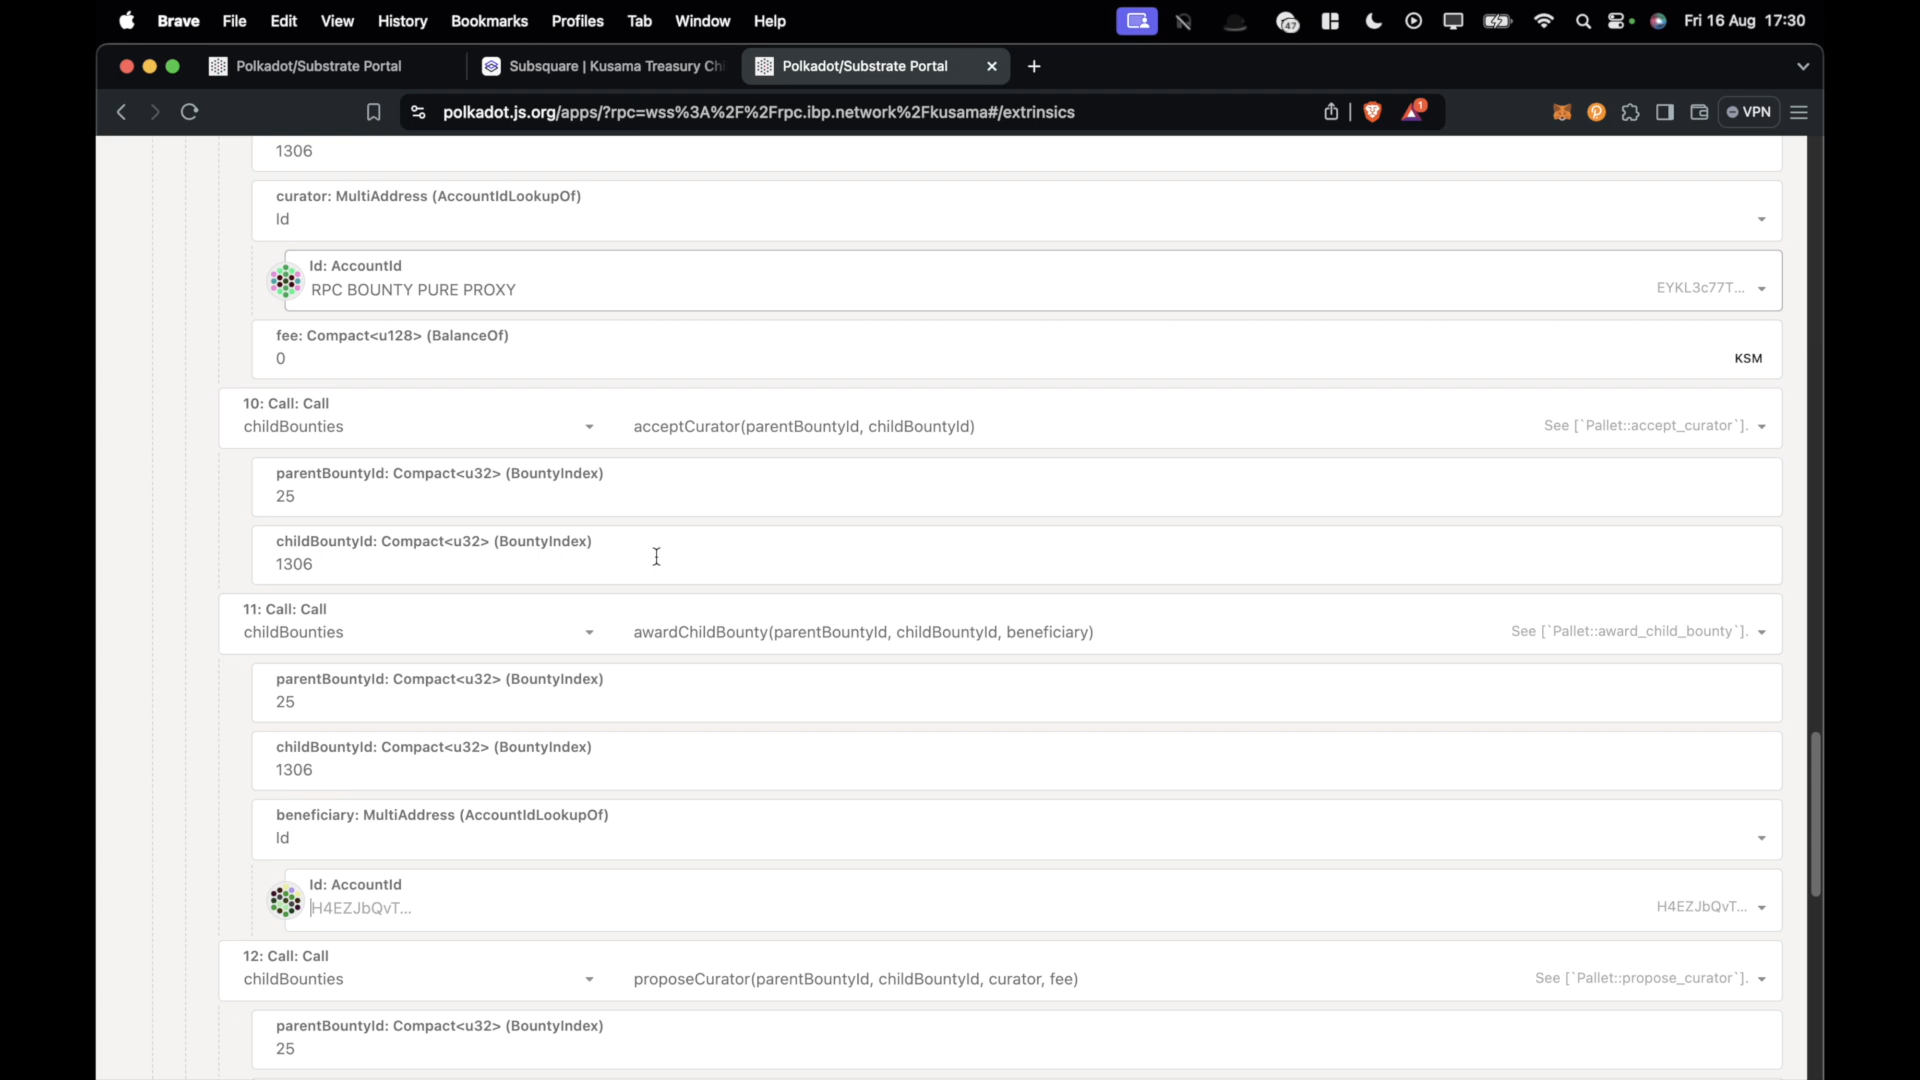 Brave File Edit View History Bookmarks Profiles Tab Window Help 47 Fri 16 Aug 17:30
Polkadot/Substrate Portal Subsquare | Kusama Treasury Chi Polkadot/Substrate Portal
polkadot.js.org/apps/?rpc=wss%3A%2F%2Frpc.ibp.network%2Fkusama#/extrinsics 1 VPN
1306
curator: MultiAddress (AccountIdLookupOf)
Id
Id: AccountId
RPC BOUNTY PURE PROXY EYKL3c77T...
fee: Compact<u128> (BalanceOf)
0 KSM
10: Call: Call
childBounties acceptCurator(parentBountyId, childBountyId) See [`Pallet::accept_curator`].
parentBountyId: Compact<u32> (BountyIndex)
25
childBountyId: Compact<u32> (BountyIndex)
1306
11: Call: Call
childBounties awardChildBounty(parentBountyId, childBountyId, beneficiary) See [`Pallet::award_child_bounty`].
parentBountyId: Compact<u32> (BountyIndex)
25
childBountyId: Compact<u32> (BountyIndex)
1306
beneficiary: MultiAddress (AccountIdLookupOf)
Id
Id: AccountId
H4EZJbQvT... H4EZJbQvT...
12: Call: Call
childBounties proposeCurator(parentBountyId, childBountyId, curator, fee) See [`Pallet::propose_curator`].
parentBountyId: Compact<u32> (BountyIndex)
25